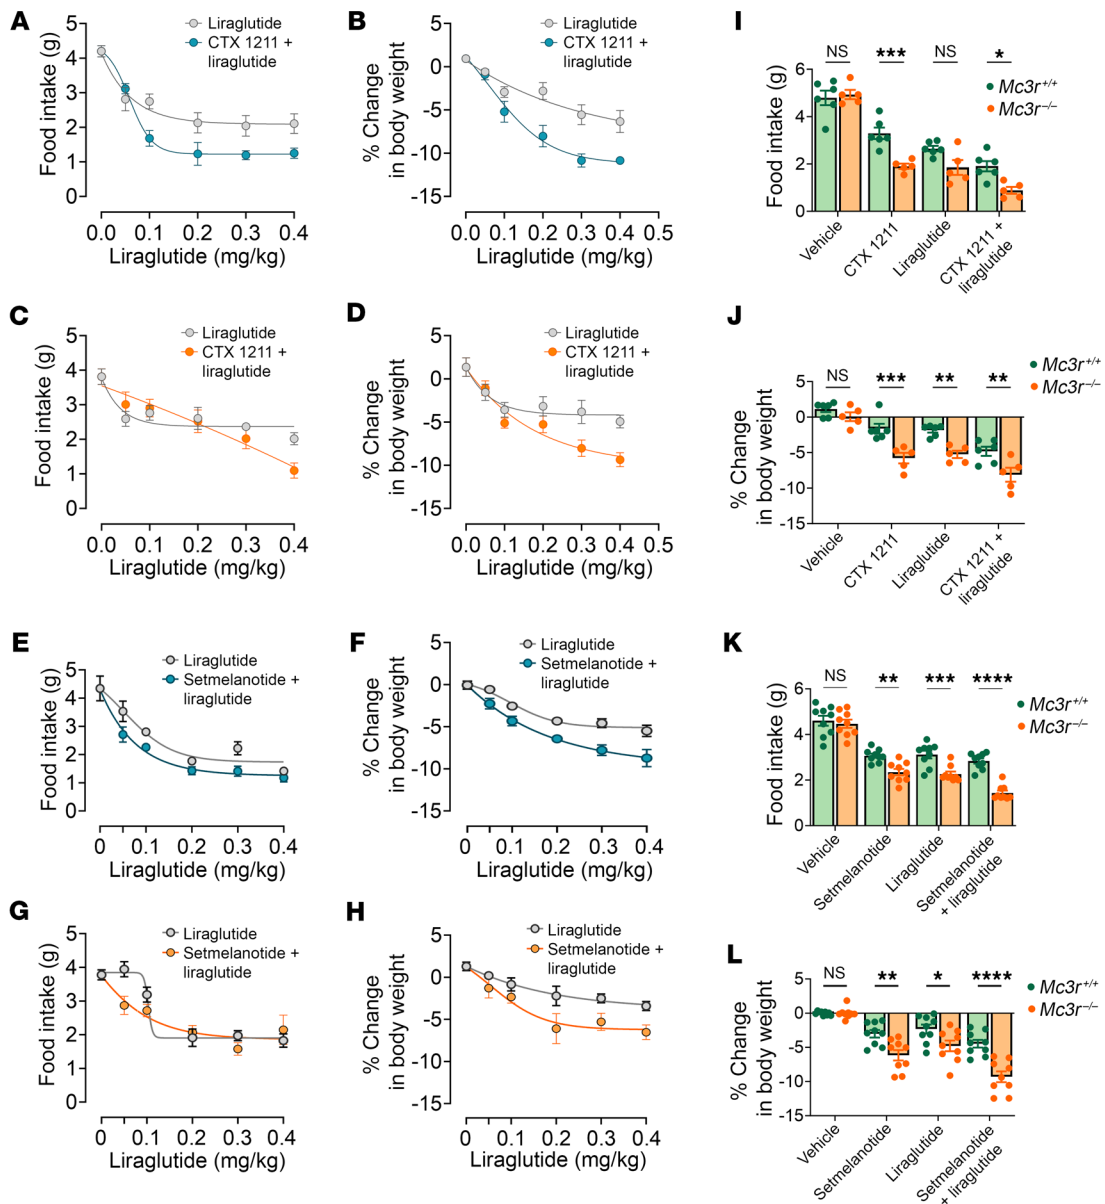 A
Food intake (g)
5
4
3
2
1
0
Liraglutide
CTX 1211 +
liraglutide
0.0 0.1 0.2 0.3 0.4
Liraglutide (mg/kg)
B
% Change
in body weight
5
0
-5
-10
-15
Liraglutide
CTX 1211 +
liraglutide
0.0 0.1 0.2 0.3 0.4 0.5
Liraglutide (mg/kg)
C
Food intake (g)
5
4
3
2
1
0
Liraglutide
CTX 1211 +
liraglutide
0.0 0.1 0.2 0.3 0.4
Liraglutide (mg/kg)
D
% Change
in body weight
5
0
-5
-10
-15
Liraglutide
CTX 1211 +
liraglutide
0.0 0.1 0.2 0.3 0.4 0.5
Liraglutide (mg/kg)
E
Food intake (g)
5
4
3
2
1
0
Liraglutide
Setmelanotide +
liraglutide
0 0.1 0.2 0.3 0.4
Liraglutide (mg/kg)
F
% Change
in body weight
5
0
-5
-10
-15
Liraglutide
Setmelanotide +
liraglutide
0 0.1 0.2 0.3 0.4
Liraglutide (mg/kg)
G
Food intake (g)
5
4
3
2
1
0
Liraglutide
Setmelanotide +
liraglutide
0 0.1 0.2 0.3 0.4
Liraglutide (mg/kg)
H
% Change
in body weight
5
0
-5
-10
-15
Liraglutide
Setmelanotide +
liraglutide
0 0.1 0.2 0.3 0.4
Liraglutide (mg/kg)
I
Food intake (g)
6
4
2
0
NS *** NS *
Mc3r+/+
Mc3r−/−
Vehicle
CTX 1211
Liraglutide
CTX 1211 +
liraglutide
J
% Change
in body weight
5
0
-5
-10
-15
NS *** ** **
Mc3r+/+
Mc3r−/−
Vehicle
CTX 1211
Liraglutide
CTX 1211 +
liraglutide
K
Food intake (g)
6
4
2
0
NS ** *** ****
Mc3r+/+
Mc3r−/−
Vehicle
Setmelanotide
Liraglutide
Setmelanotide
+ liraglutide
L
% Change
in body weight
5
0
-5
-10
-15
NS ** * ****
Mc3r+/+
Mc3r−/−
Vehicle
Setmelanotide
Liraglutide
Setmelanotide
+ liraglutide